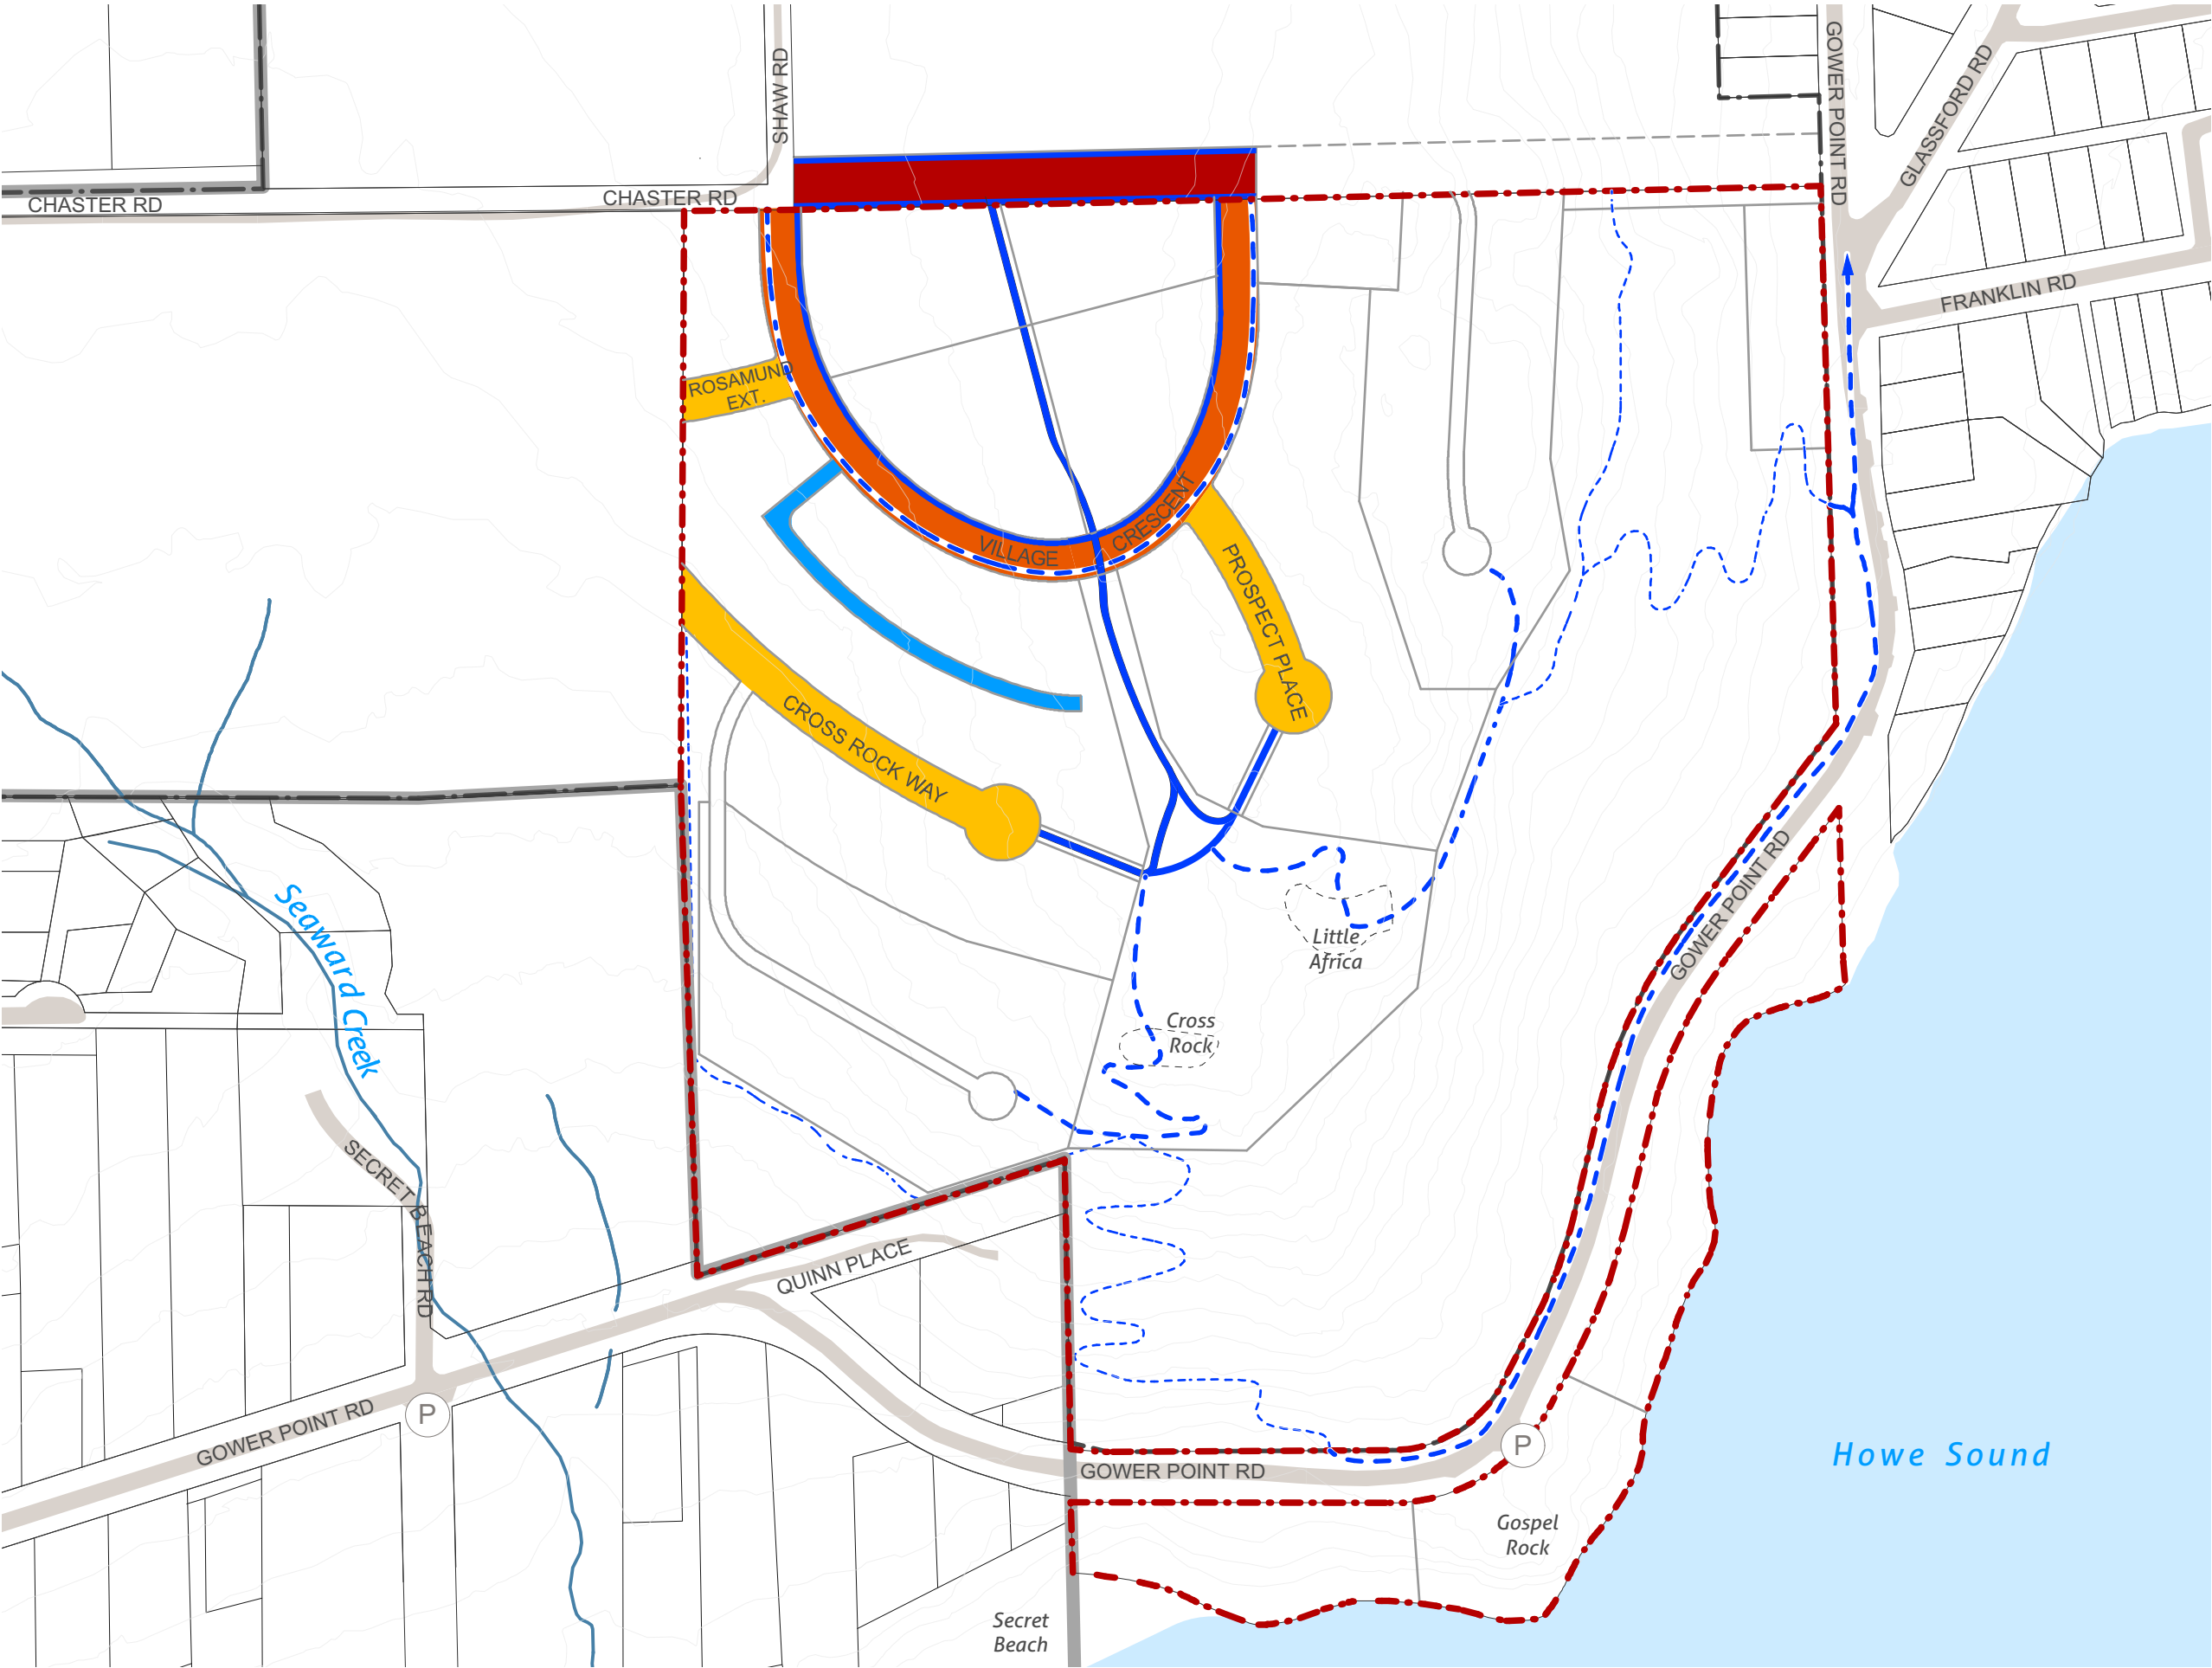 SHAW RD
GOWER POINT RD
GLASSFORD RD
CHASTER RD
CHASTER RD
FRANKLIN RD
ROSAMUND
EXT.
VILLAGE CRESCENT
PROSPECT PLACE
CROSS ROCK WAY
GOWER POINT RD
Seaward Creek
Little
Africa
Cross
Rock
SECRET BEACH RD
QUINN PLACE
GOWER POINT RD
P
P
GOWER POINT RD
Howe Sound
Gospel
Rock
Secret
Beach